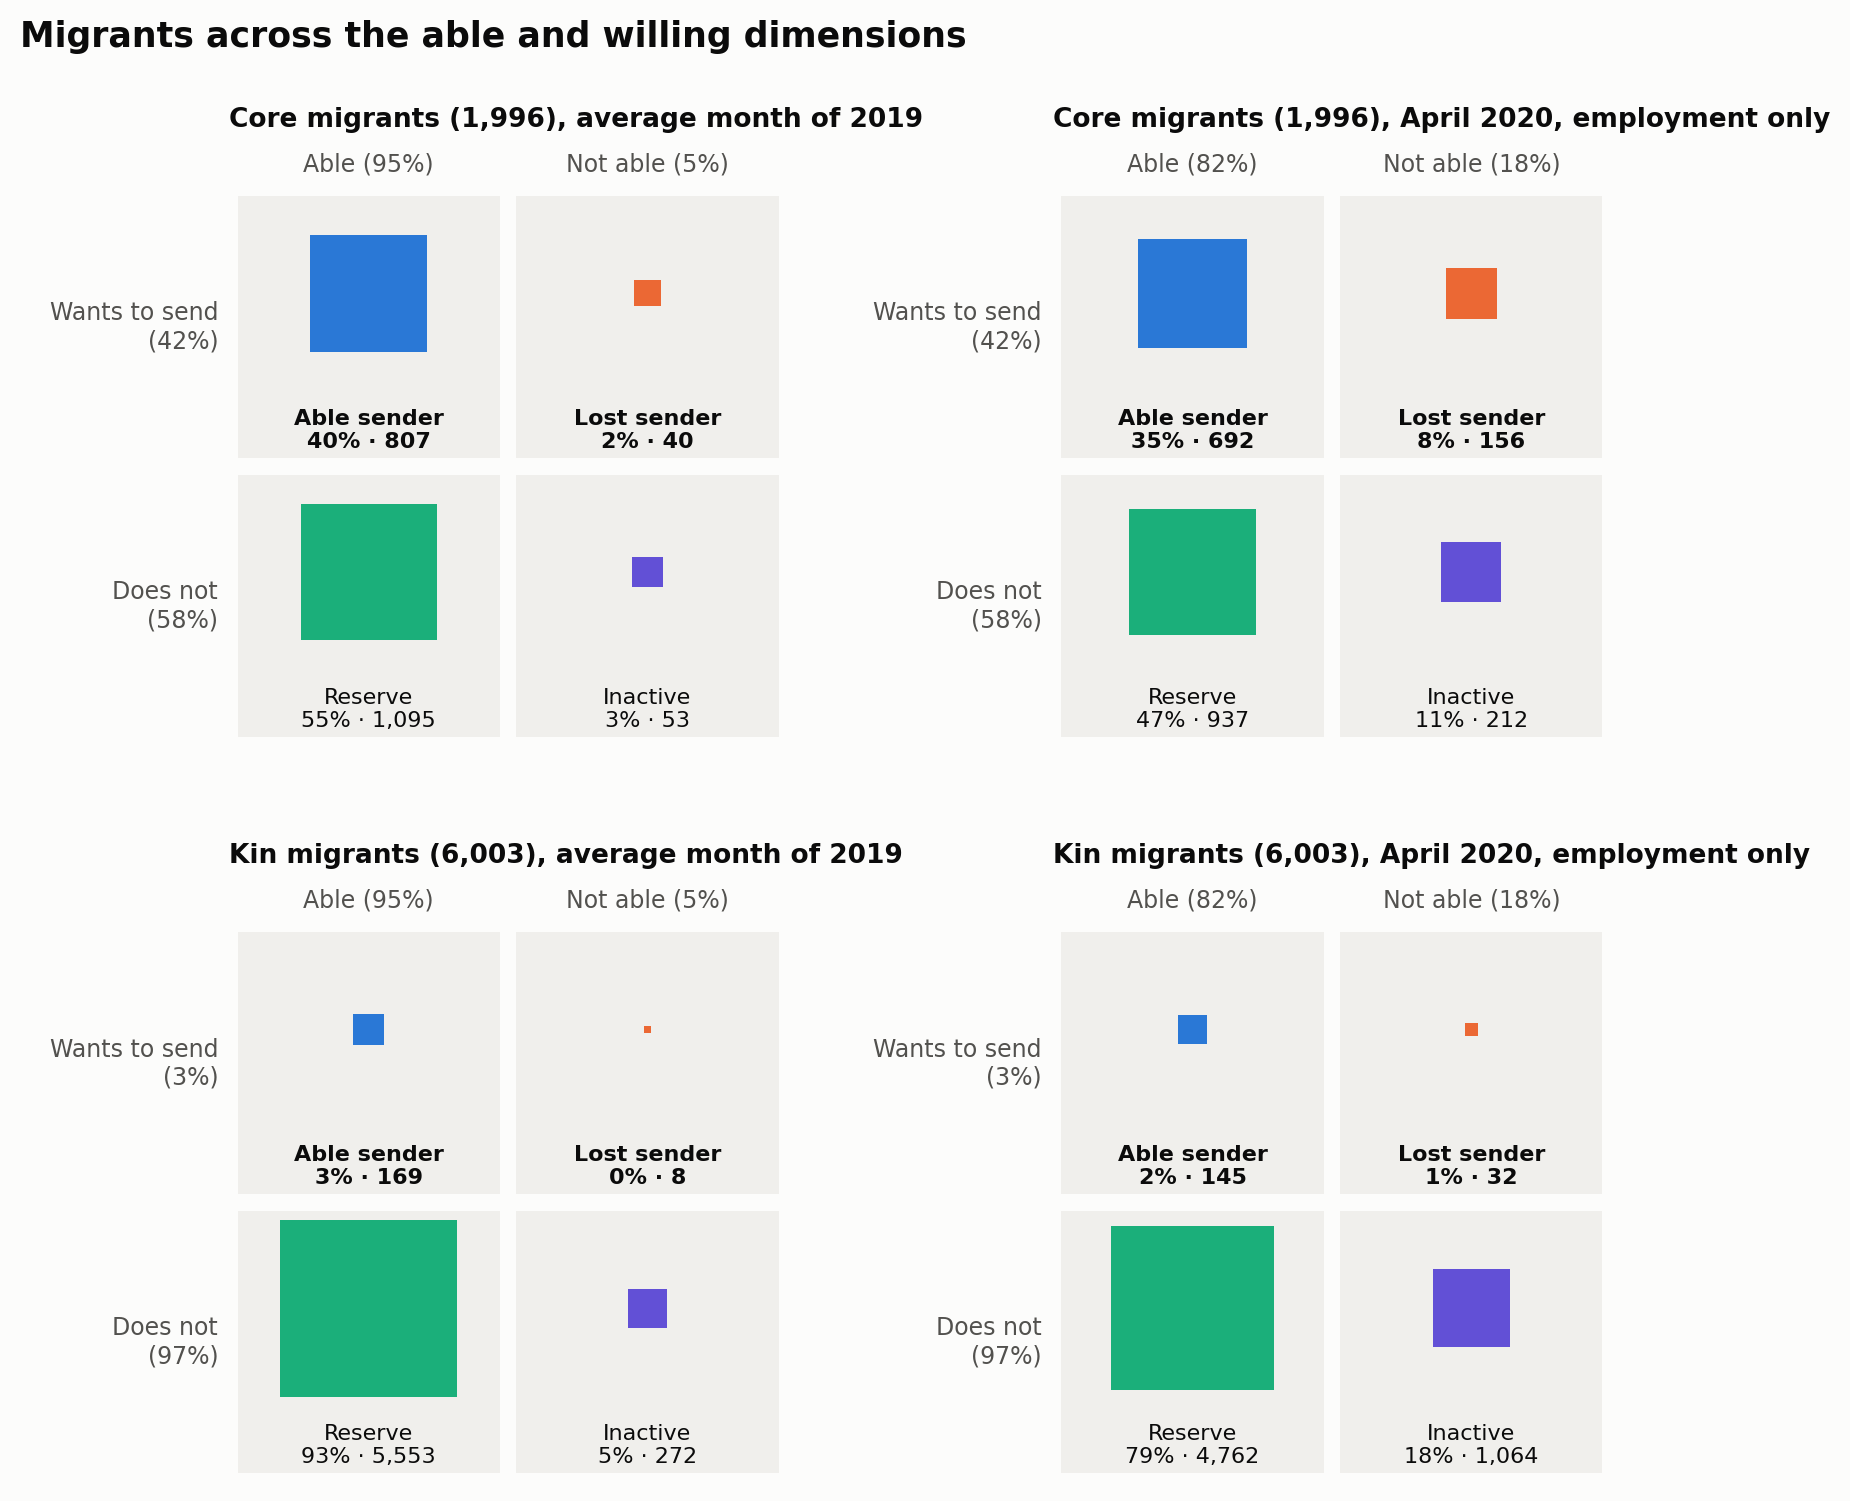 Migrants across the able and willing dimensions
Core migrants (1,996), average month of 2019
Able (95%)
Not able (5%)
Wants to send
(42%)
Able sender
40% · 807
Lost sender
2% · 40
Does not
(58%)
Reserve
55% · 1,095
Inactive
3% · 53
Core migrants (1,996), April 2020, employment only
Able (82%)
Not able (18%)
Wants to send
(42%)
Able sender
35% · 692
Lost sender
8% · 156
Does not
(58%)
Reserve
47% · 937
Inactive
11% · 212
Kin migrants (6,003), average month of 2019
Able (95%)
Not able (5%)
Wants to send
(3%)
Able sender
3% · 169
Lost sender
0% · 8
Does not
(97%)
Reserve
93% · 5,553
Inactive
5% · 272
Kin migrants (6,003), April 2020, employment only
Able (82%)
Not able (18%)
Wants to send
(3%)
Able sender
2% · 145
Lost sender
1% · 32
Does not
(97%)
Reserve
79% · 4,762
Inactive
18% · 1,064